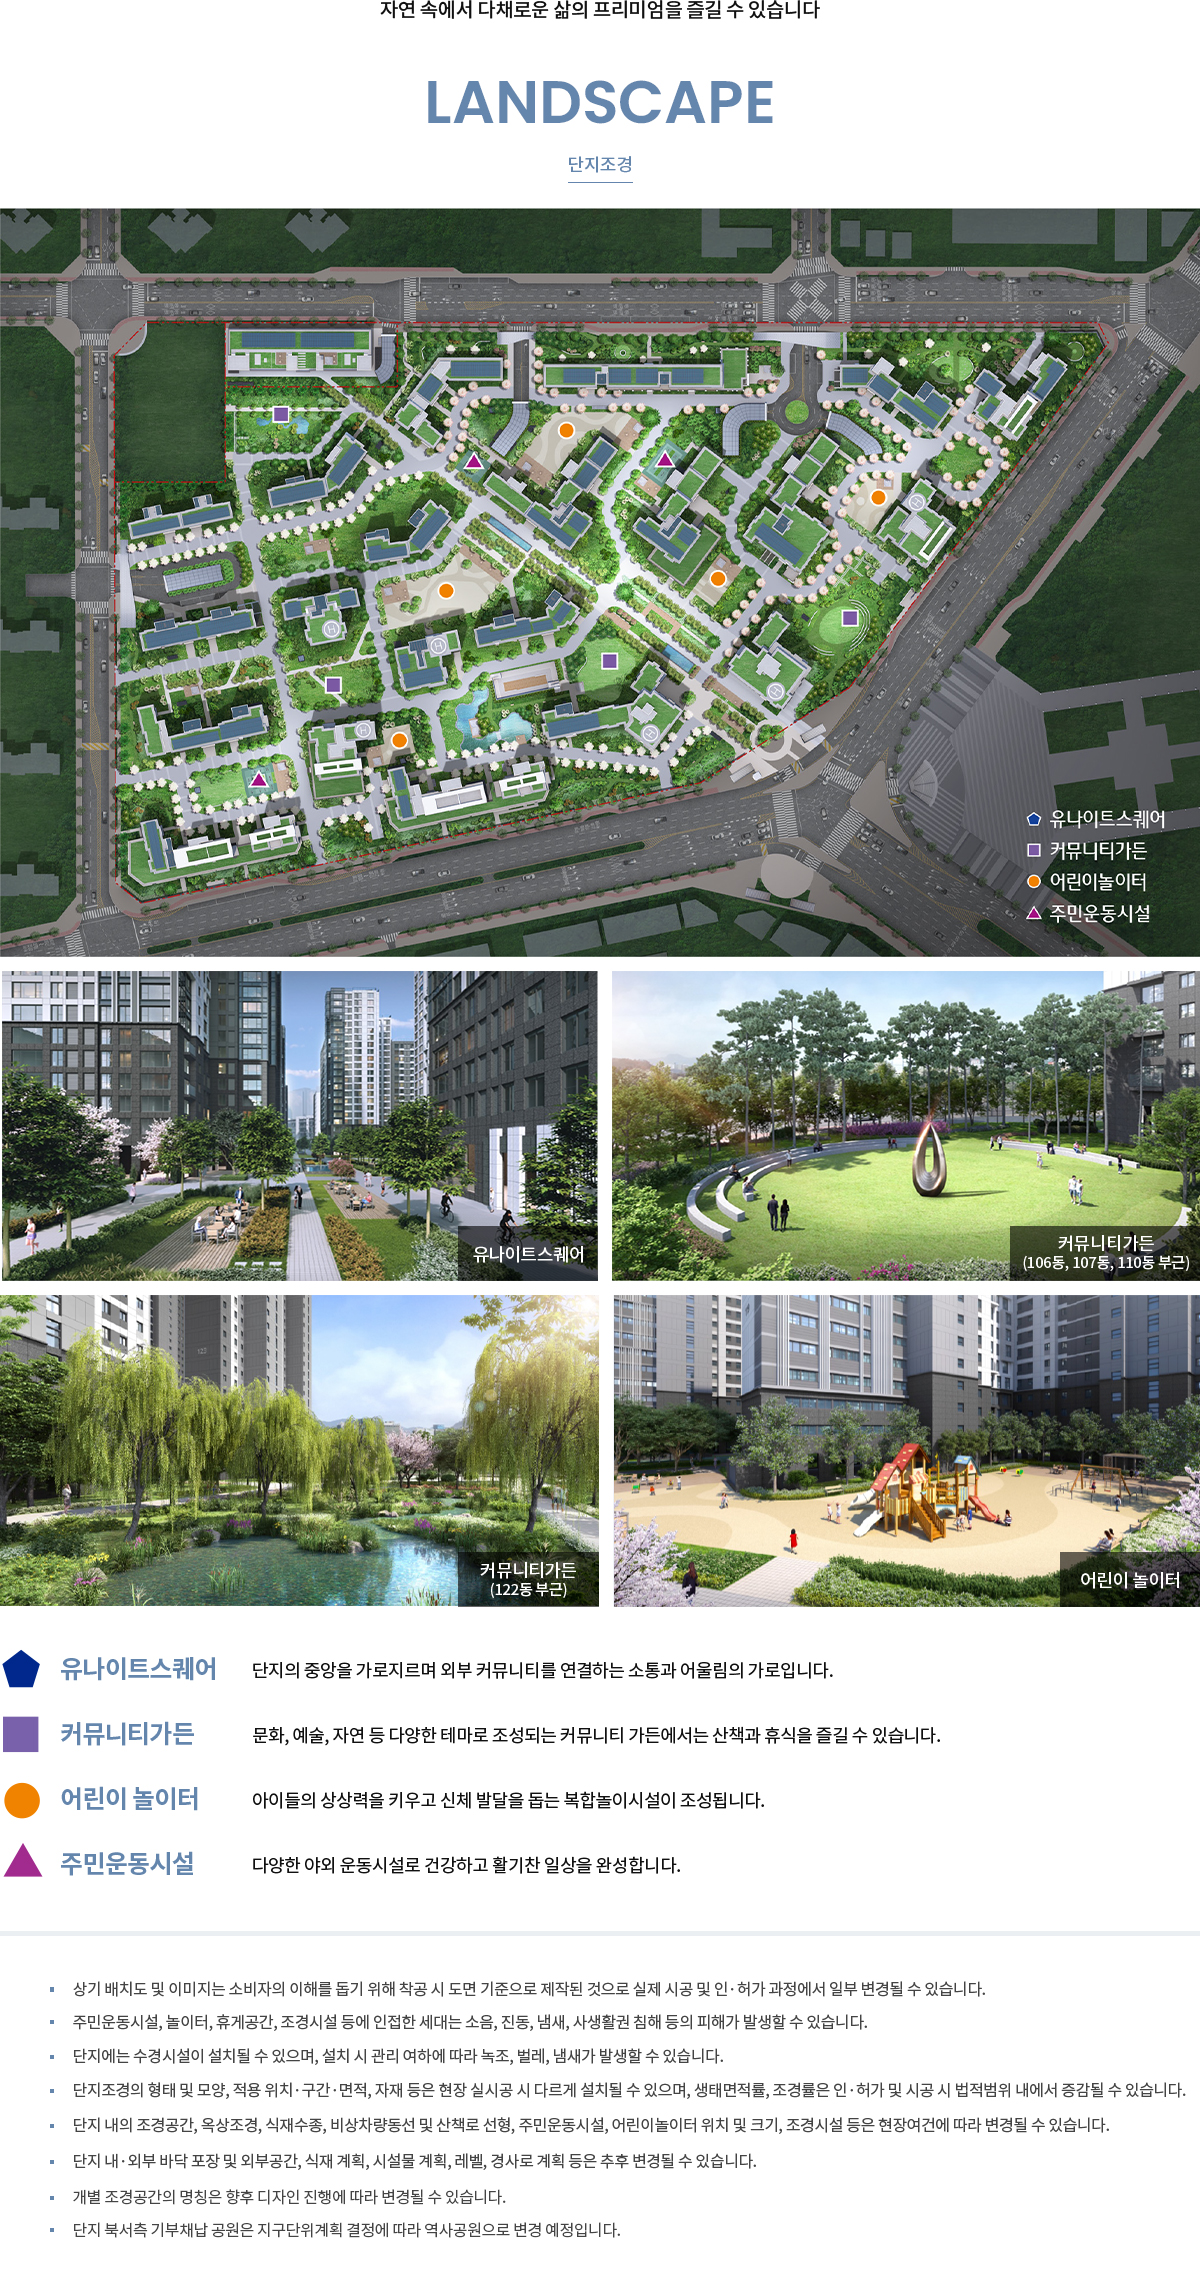 자연 속에서 다채로운 삶의 프리미엄을 즐길 수 있습니다
LANDSCAPE
단지조경
유나이트스퀘어
커뮤니티가든
어린이놀이터
주민운동시설
유나이트스퀘어
커뮤니티가든
(106동, 107동, 110동 부근)
커뮤니티가든
(122동 부근)
어린이 놀이터
유나이트스퀘어 단지의 중앙을 가로지르며 외부 커뮤니티를 연결하는 소통과 어울림의 가로입니다.
커뮤니티가든 문화, 예술, 자연 등 다양한 테마로 조성되는 커뮤니티 가든에서는 산책과 휴식을 즐길 수 있습니다.
어린이 놀이터 아이들의 상상력을 키우고 신체 발달을 돕는 복합놀이시설이 조성됩니다.
주민운동시설 다양한 야외 운동시설로 건강하고 활기찬 일상을 완성합니다.
상기 배치도 및 이미지는 소비자의 이해를 돕기 위해 착공 시 도면 기준으로 제작된 것으로 실제 시공 및 인·허가 과정에서 일부 변경될 수 있습니다.
주민운동시설, 놀이터, 휴게공간, 조경시설 등에 인접한 세대는 소음, 진동, 냄새, 사생활권 침해 등의 피해가 발생할 수 있습니다.
단지에는 수경시설이 설치될 수 있으며, 설치 시 관리 여하에 따라 녹조, 벌레, 냄새가 발생할 수 있습니다.
단지조경의 형태 및 모양, 적용 위치·구간·면적, 자재 등은 현장 실시공 시 다르게 설치될 수 있으며, 생태면적률, 조경률은 인·허가 및 시공 시 법적범위 내에서 증감될 수 있습니다.
단지 내의 조경공간, 옥상조경, 식재수종, 비상차량동선 및 산책로 선형, 주민운동시설, 어린이놀이터 위치 및 크기, 조경시설 등은 현장여건에 따라 변경될 수 있습니다.
단지 내·외부 바닥 포장 및 외부공간, 식재 계획, 시설물 계획, 레벨, 경사로 계획 등은 추후 변경될 수 있습니다.
개별 조경공간의 명칭은 향후 디자인 진행에 따라 변경될 수 있습니다.
단지 북서측 기부채납 공원은 지구단위계획 결정에 따라 역사공원으로 변경 예정입니다.